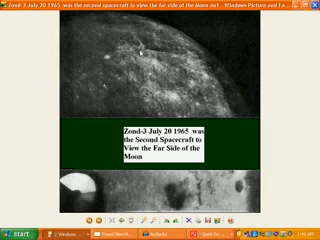 Zond-3 July 20 1965 was the second spacecraft to view the far side of the Moon
Windows Picture and Fa...
Zond-3 July 20 1965 was
the Second Spacecraft to
View the Far Side of the
Moon
start
2 Windows